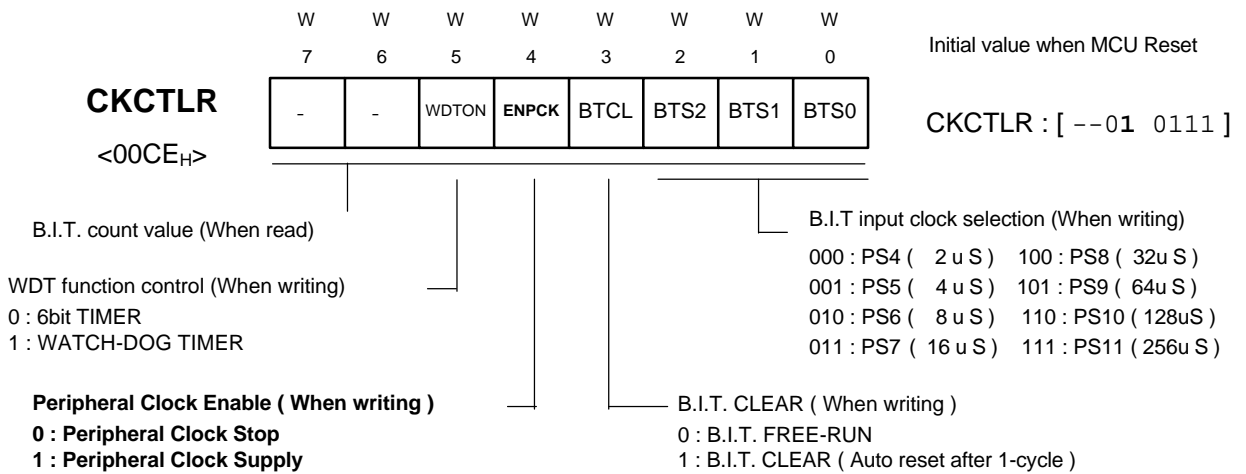 W W W W W W W W
7 6 5 4 3 2 1 0
Initial value when MCU Reset
CKCTLR
- - WDTON ENPCK BTCL BTS2 BTS1 BTS0
CKCTLR : [ --01 0111 ]
<00CEH>
B.I.T. count value (When read)
B.I.T input clock selection (When writing)
000 : PS4 ( 2 u S ) 100 : PS8 ( 32u S )
001 : PS5 ( 4 u S ) 101 : PS9 ( 64u S )
010 : PS6 ( 8 u S ) 110 : PS10 ( 128uS )
011 : PS7 ( 16 u S ) 111 : PS11 ( 256u S )
WDT function control (When writing)
0 : 6bit TIMER
1 : WATCH-DOG TIMER
Peripheral Clock Enable ( When writing )
0 : Peripheral Clock Stop
1 : Peripheral Clock Supply
B.I.T. CLEAR ( When writing )
0 : B.I.T. FREE-RUN
1 : B.I.T. CLEAR ( Auto reset after 1-cycle )